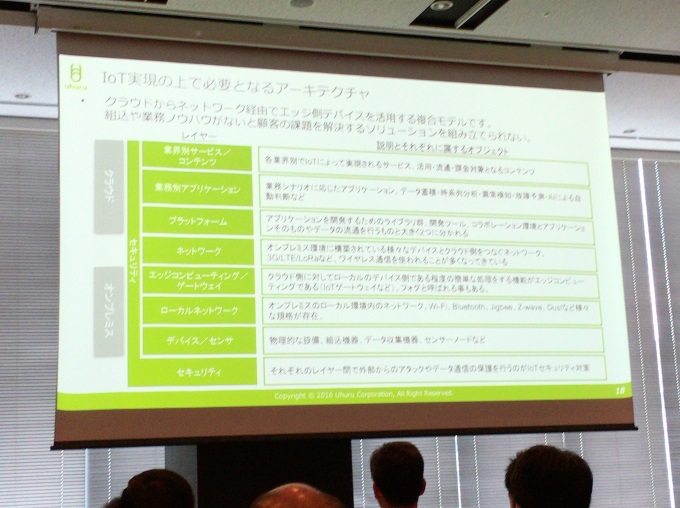 uhuru
IoT実現の上で必要となるアーキテクチャ
クラウドからネットワーク経由でエッジ側デバイスを活用する複合モデルです。
組込や業務ノウハウがないと顧客の課題を解決するソリューションを組み立てられない。
レイヤー
説明とそれぞれに属するオブジェクト
クラウド
オンプレミス
セキュリティ
業界別サービス／
コンテンツ
各業界別でIoTによって実現されるサービス、活用・流通・課金対象となるコンテンツ
業務別アプリケーション
業務シナリオに応じたアプリケーション、データ蓄積・時系列分析・異常検知・故障予測・AIによる自
動判断など
プラットフォーム
アプリケーションを開発するためのライブラリ群、開発ツール、コラボレーション環境とアプリケーショ
ンそのものやデータの流通を行うものと大きく2つに分かれる
ネットワーク
オンプレミス環境に構築されている様々なデバイスとクラウド側をつなぐネットワーク、
3G/LTE/LoRaなど、ワイヤレス通信を使われることが多くなってきている
エッジコンピューティング／
ゲートウェイ
クラウド側に対してローカルのデバイス側である程度の簡単な処理をする機能がエッジコンピュー
ティングである（IoTゲートウェイなど）、フォグと呼ばれる事もある。
ローカルネットワーク
オンプレミスのローカル環境内のネットワーク、Wi-Fi、Bluetooth、Jigbee、Z-wave、Dustなど様々
な規格が存在。
デバイス／センサ
物理的な設備、組込機器、データ収集機器、センサーノードなど
セキュリティ
それぞれのレイヤー間で外部からのアタックやデータ通信の保護を行うのがIoTセキュリティ対策
Copyright © 2016 Uhuru Corporation, All Right Reserved.
18